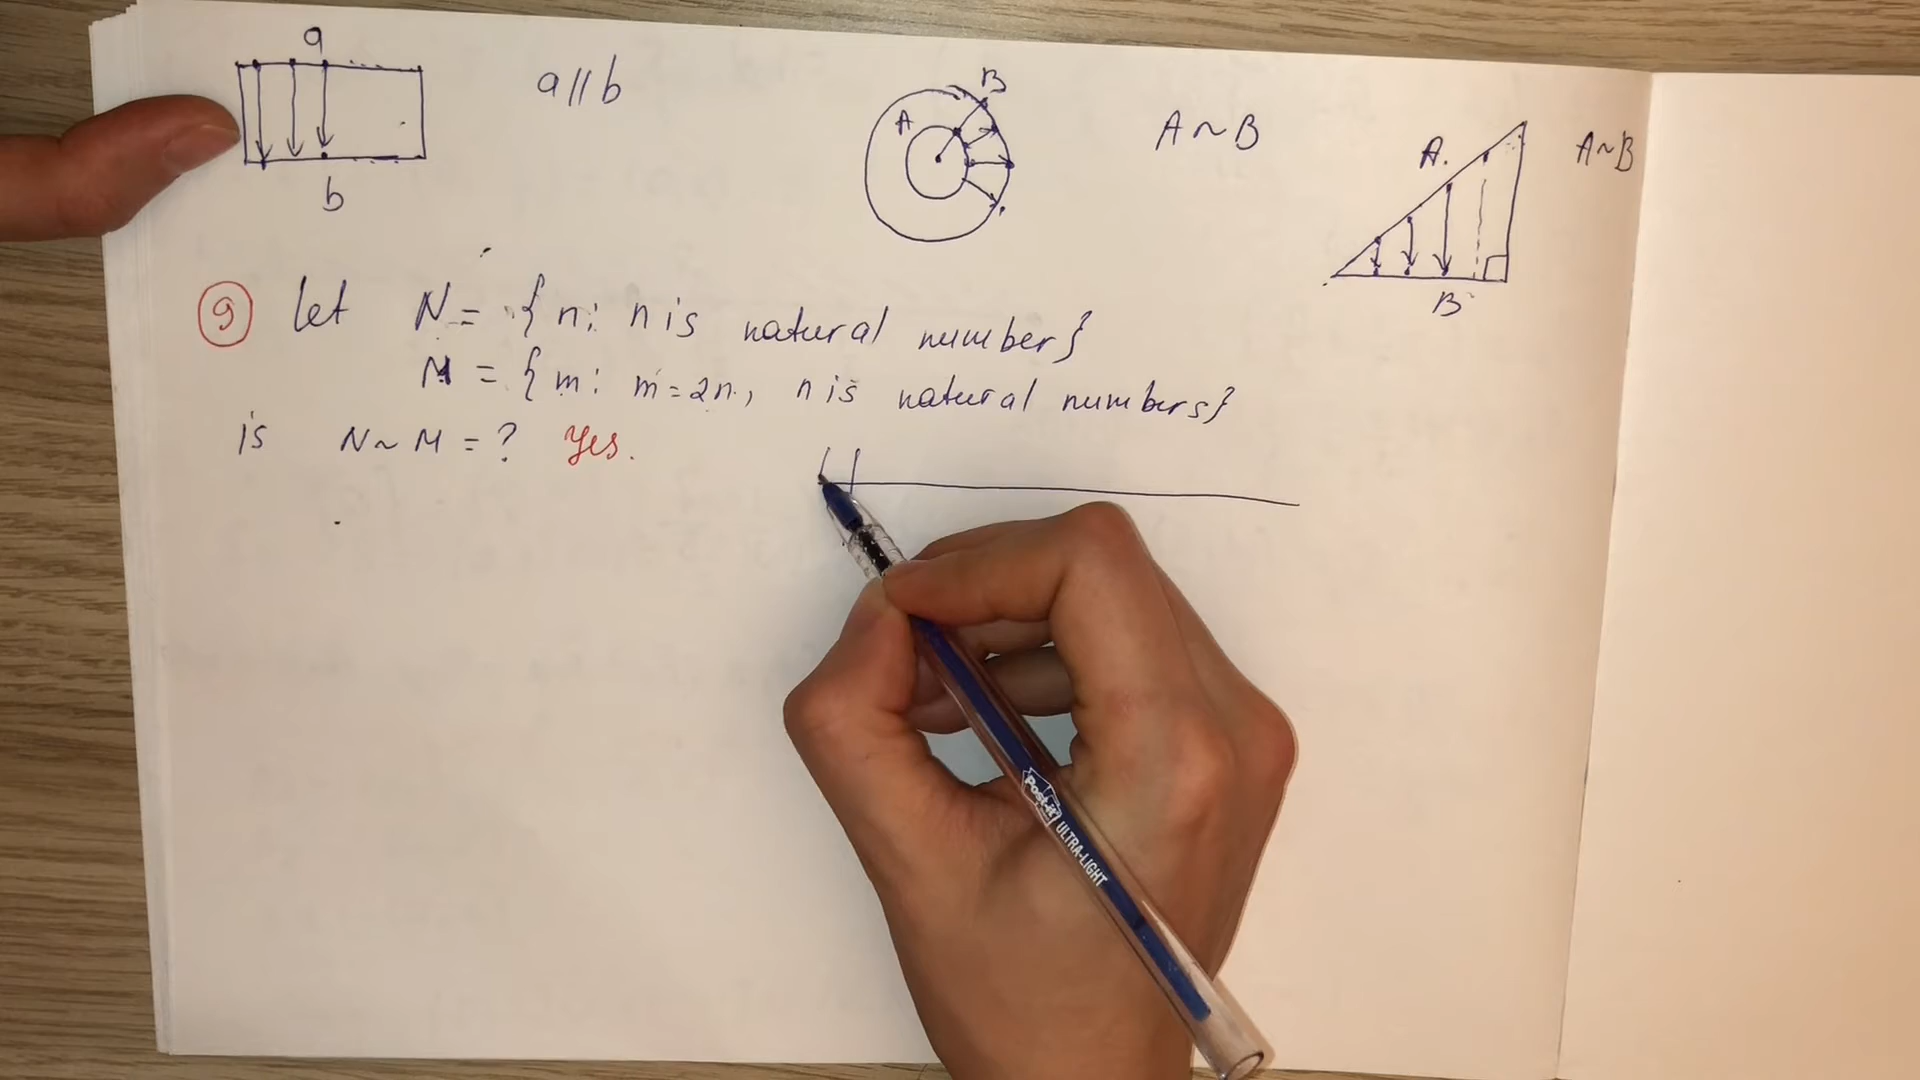 a
a//b
b
A
B
A~B
A.
A~B
B
9 Let N = { n: n is natural number}
M = { m: m=2n, n is natural numbers}
is N~M = ? Yes.
Post-it ULTRA-LIGHT